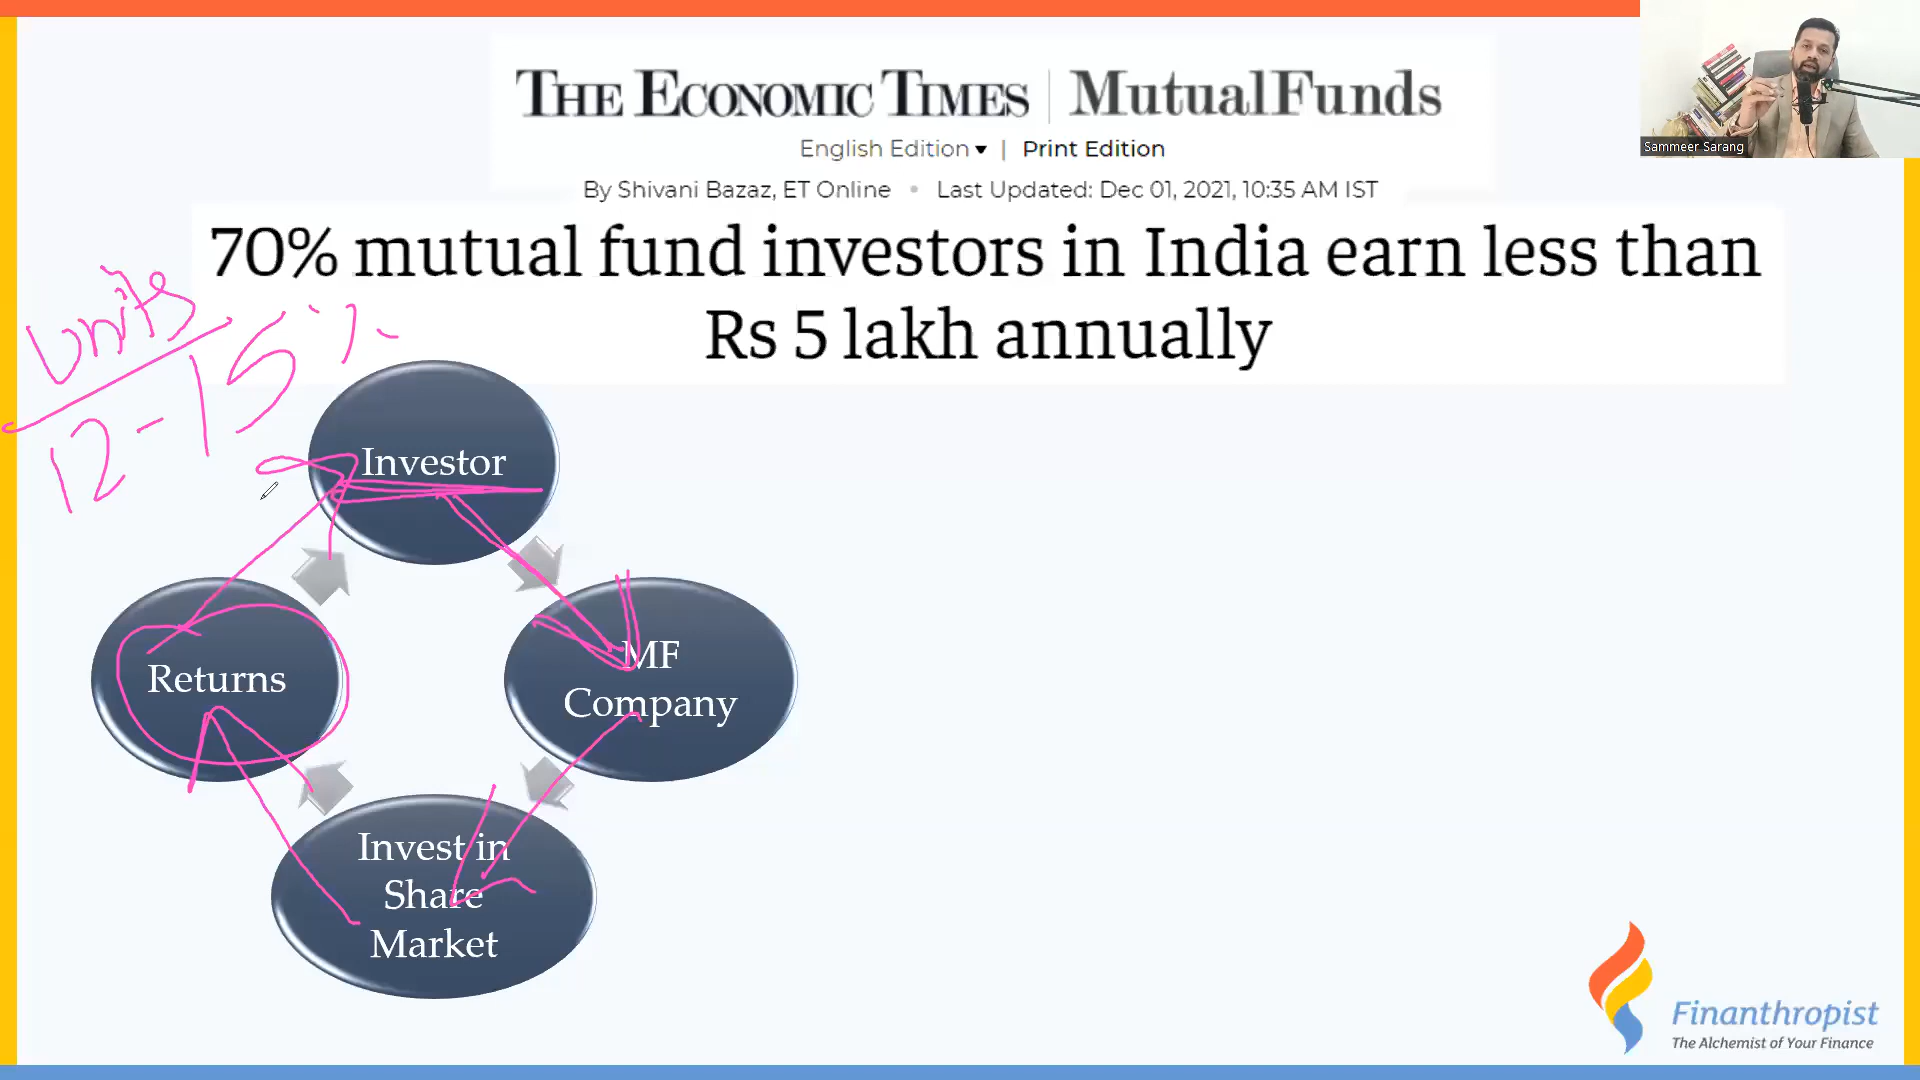 THE ECONOMIC TIMES | MutualFunds
English Edition ▾ | Print Edition
By Shivani Bazaz, ET Online • Last Updated: Dec 01, 2021, 10:35 AM IST
70% mutual fund investors in India earn less than
Rs 5 lakh annually
Sammeer Sarang
Units
12-15%
Investor
MF
Company
Invest in
Share
Market
Returns
Finanthropist
The Alchemist of Your Finance